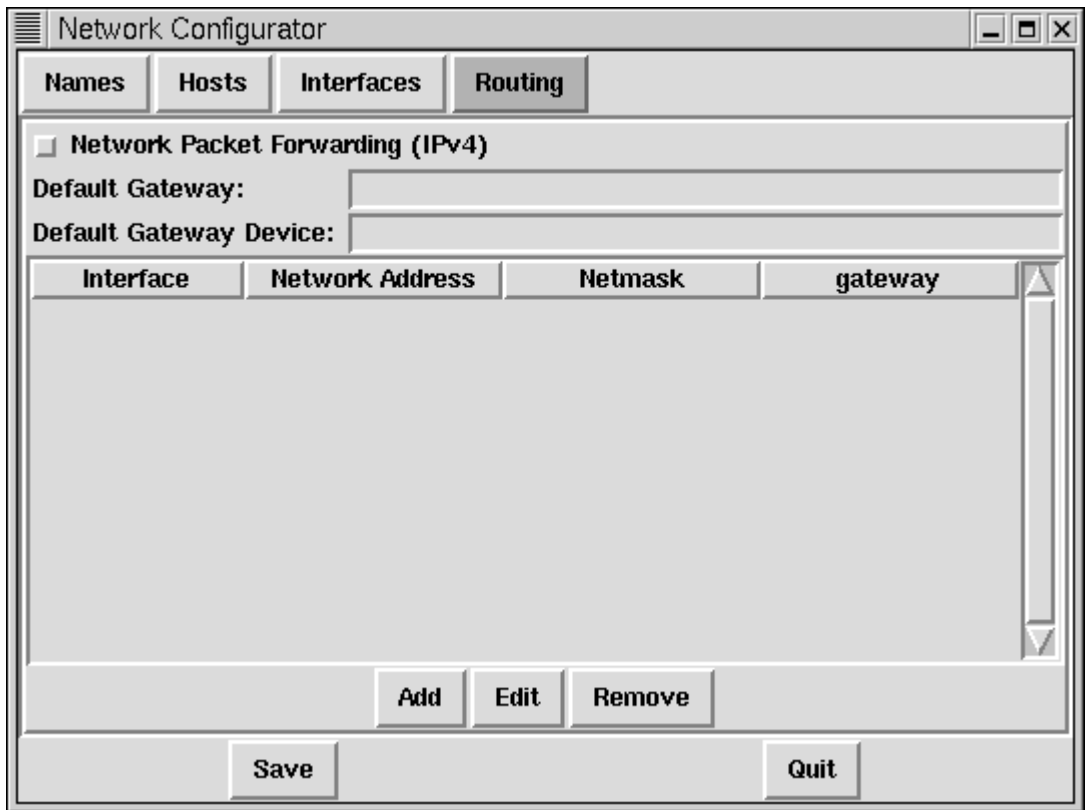 Network Configurator
Names Hosts Interfaces Routing
Network Packet Forwarding (IPv4)
Default Gateway:
Default Gateway Device:
Interface Network Address Netmask gateway
Add Edit Remove
Save Quit